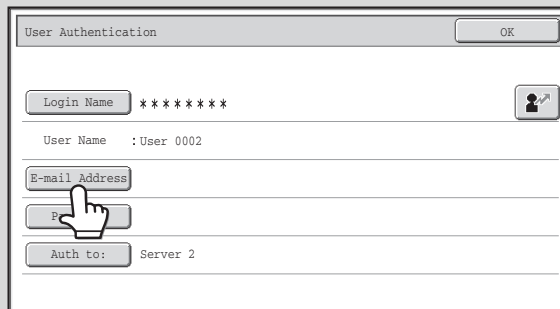 User Authentication OK
Login Name ********
User Name :User 0002
E-mail Address
Auth to: Server 2